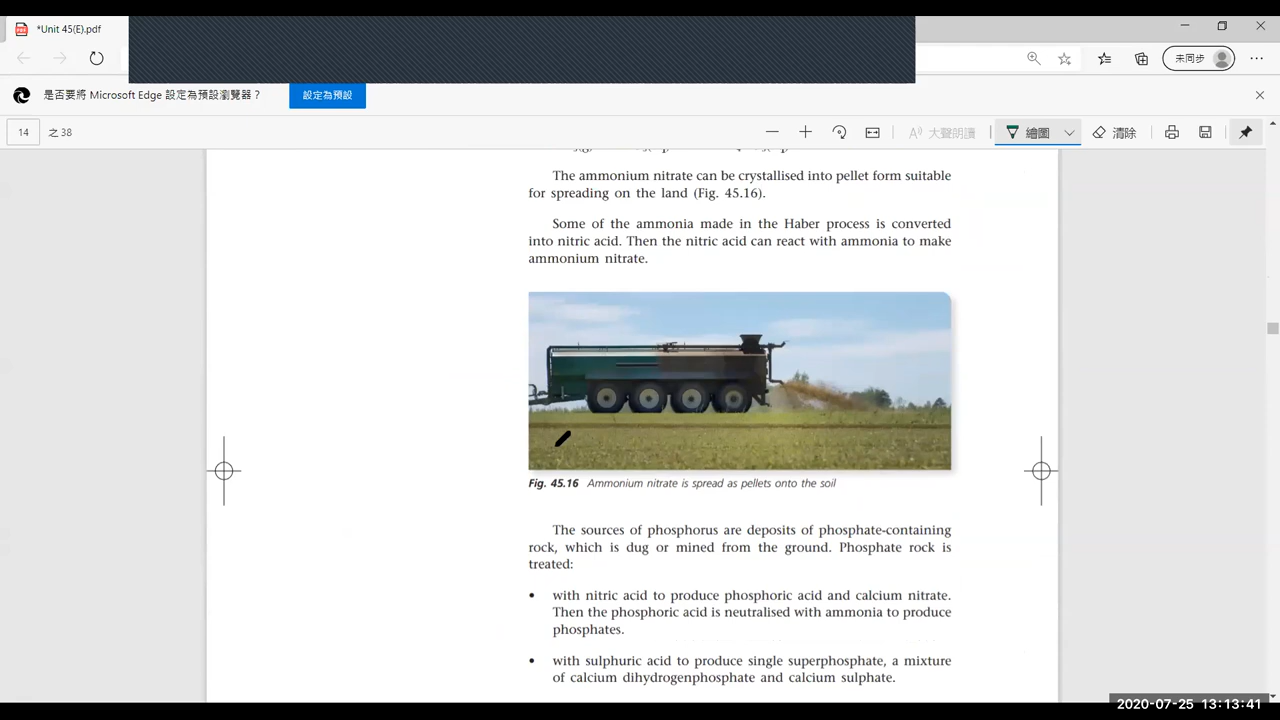 *Unit 45(E).pdf
未同步
是否要將 Microsoft Edge 設定為預設瀏覽器？
設定為預設
14 之 38
大聲朗讀
繪圖
清除
The ammonium nitrate can be crystallised into pellet form suitable
for spreading on the land (Fig. 45.16).
Some of the ammonia made in the Haber process is converted
into nitric acid. Then the nitric acid can react with ammonia to make
ammonium nitrate.
Fig. 45.16 Ammonium nitrate is spread as pellets onto the soil
The sources of phosphorus are deposits of phosphate-containing
rock, which is dug or mined from the ground. Phosphate rock is
treated:
• with nitric acid to produce phosphoric acid and calcium nitrate.
Then the phosphoric acid is neutralised with ammonia to produce
phosphates.
• with sulphuric acid to produce single superphosphate, a mixture
of calcium dihydrogenphosphate and calcium sulphate.
2020-07-25 13:13:41